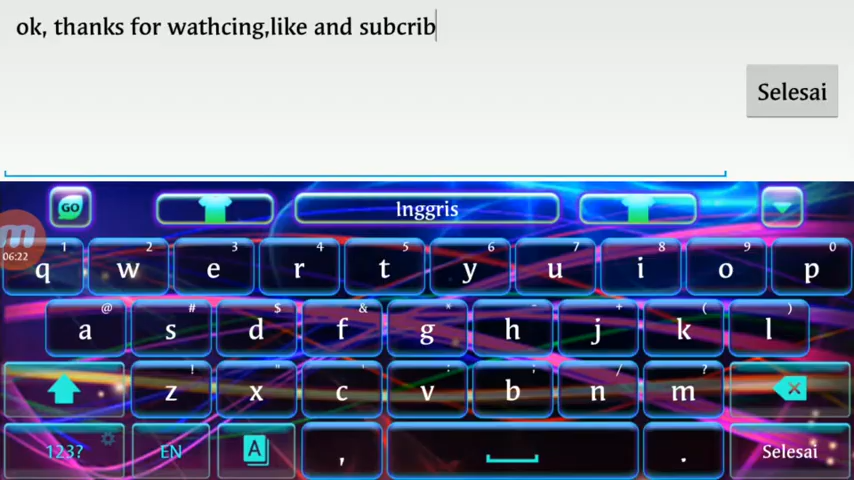 ok, thanks for wathcing,like and subcrib
Selesai
GO
Inggris
06:22
1 2 3 4 5 6 7 8 9 0
q w e r t y u i o p
@ # $ & * - + ( )
a s d f g h j k l
! " ' : ; / ?
z x c v b n m
123? EN A , . Selesai